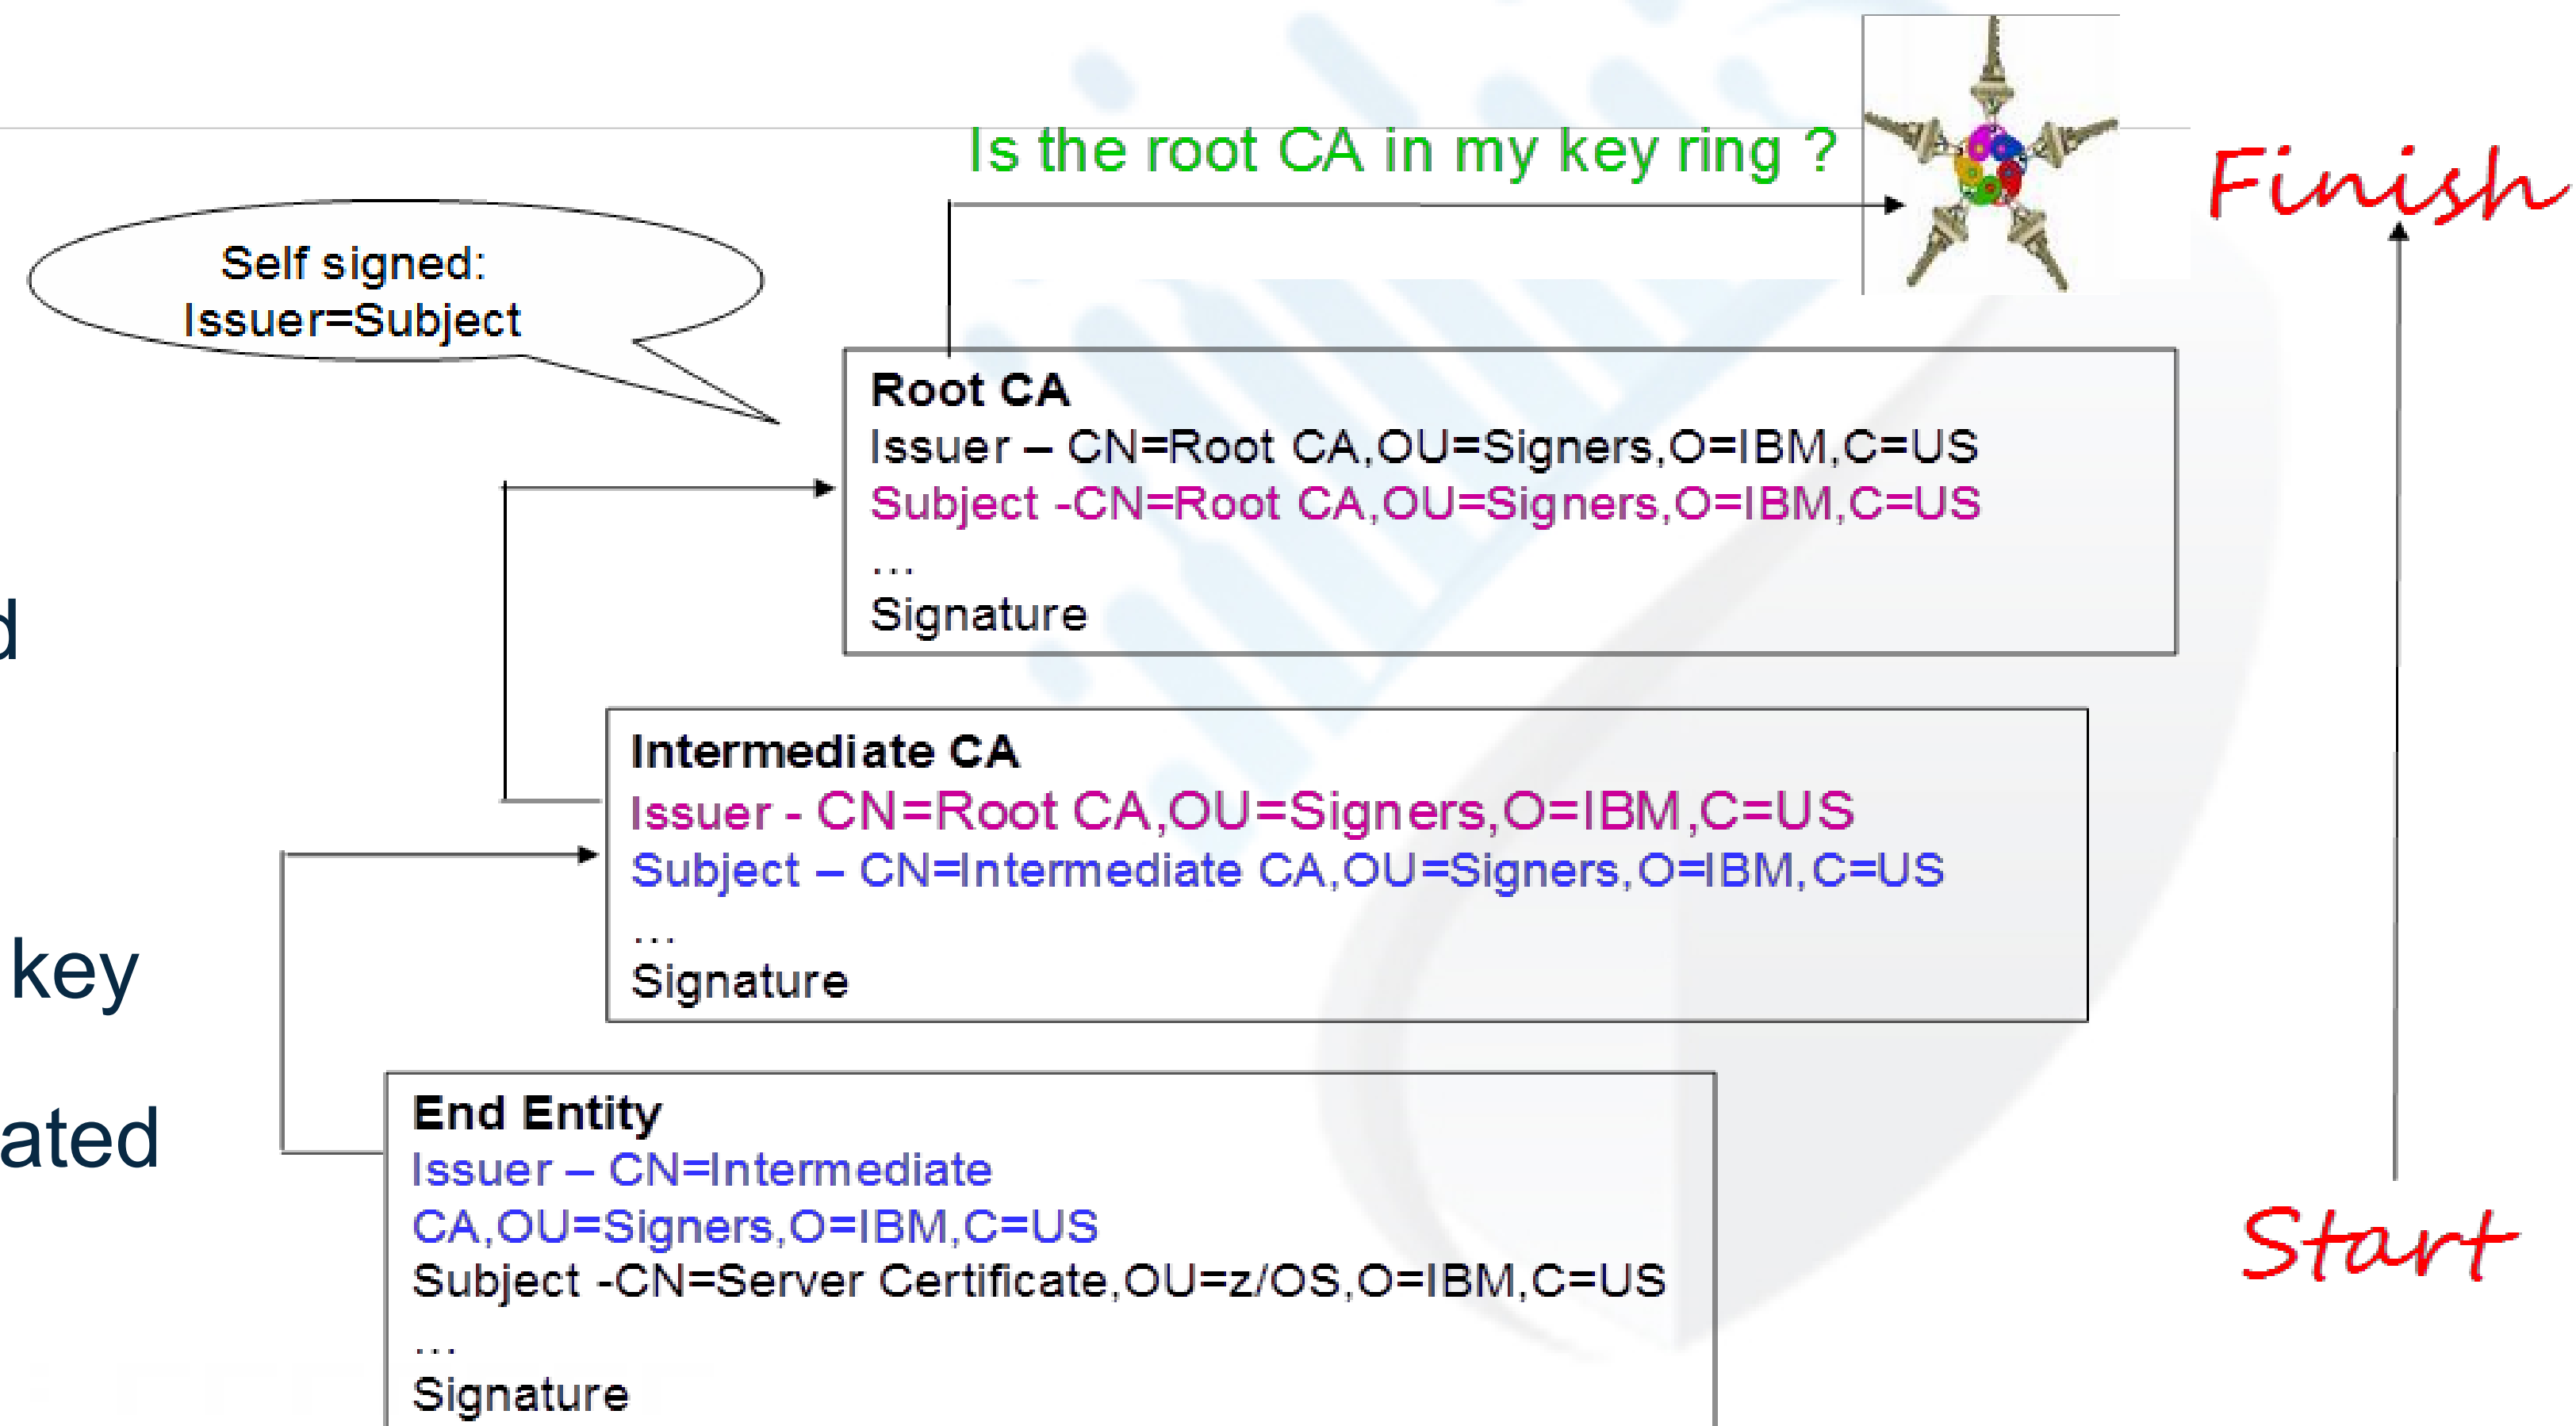 Is the root CA in my key ring ?
Finish
Self signed:
Issuer=Subject
Root CA
Issuer – CN=Root CA,OU=Signers,O=IBM,C=US
Subject -CN=Root CA,OU=Signers,O=IBM,C=US
...
Signature
d
Intermediate CA
Issuer - CN=Root CA,OU=Signers,O=IBM,C=US
Subject – CN=Intermediate CA,OU=Signers,O=IBM,C=US
...
Signature
key
ated
End Entity
Issuer – CN=Intermediate
CA,OU=Signers,O=IBM,C=US
Subject -CN=Server Certificate,OU=z/OS,O=IBM,C=US
...
Signature
Start